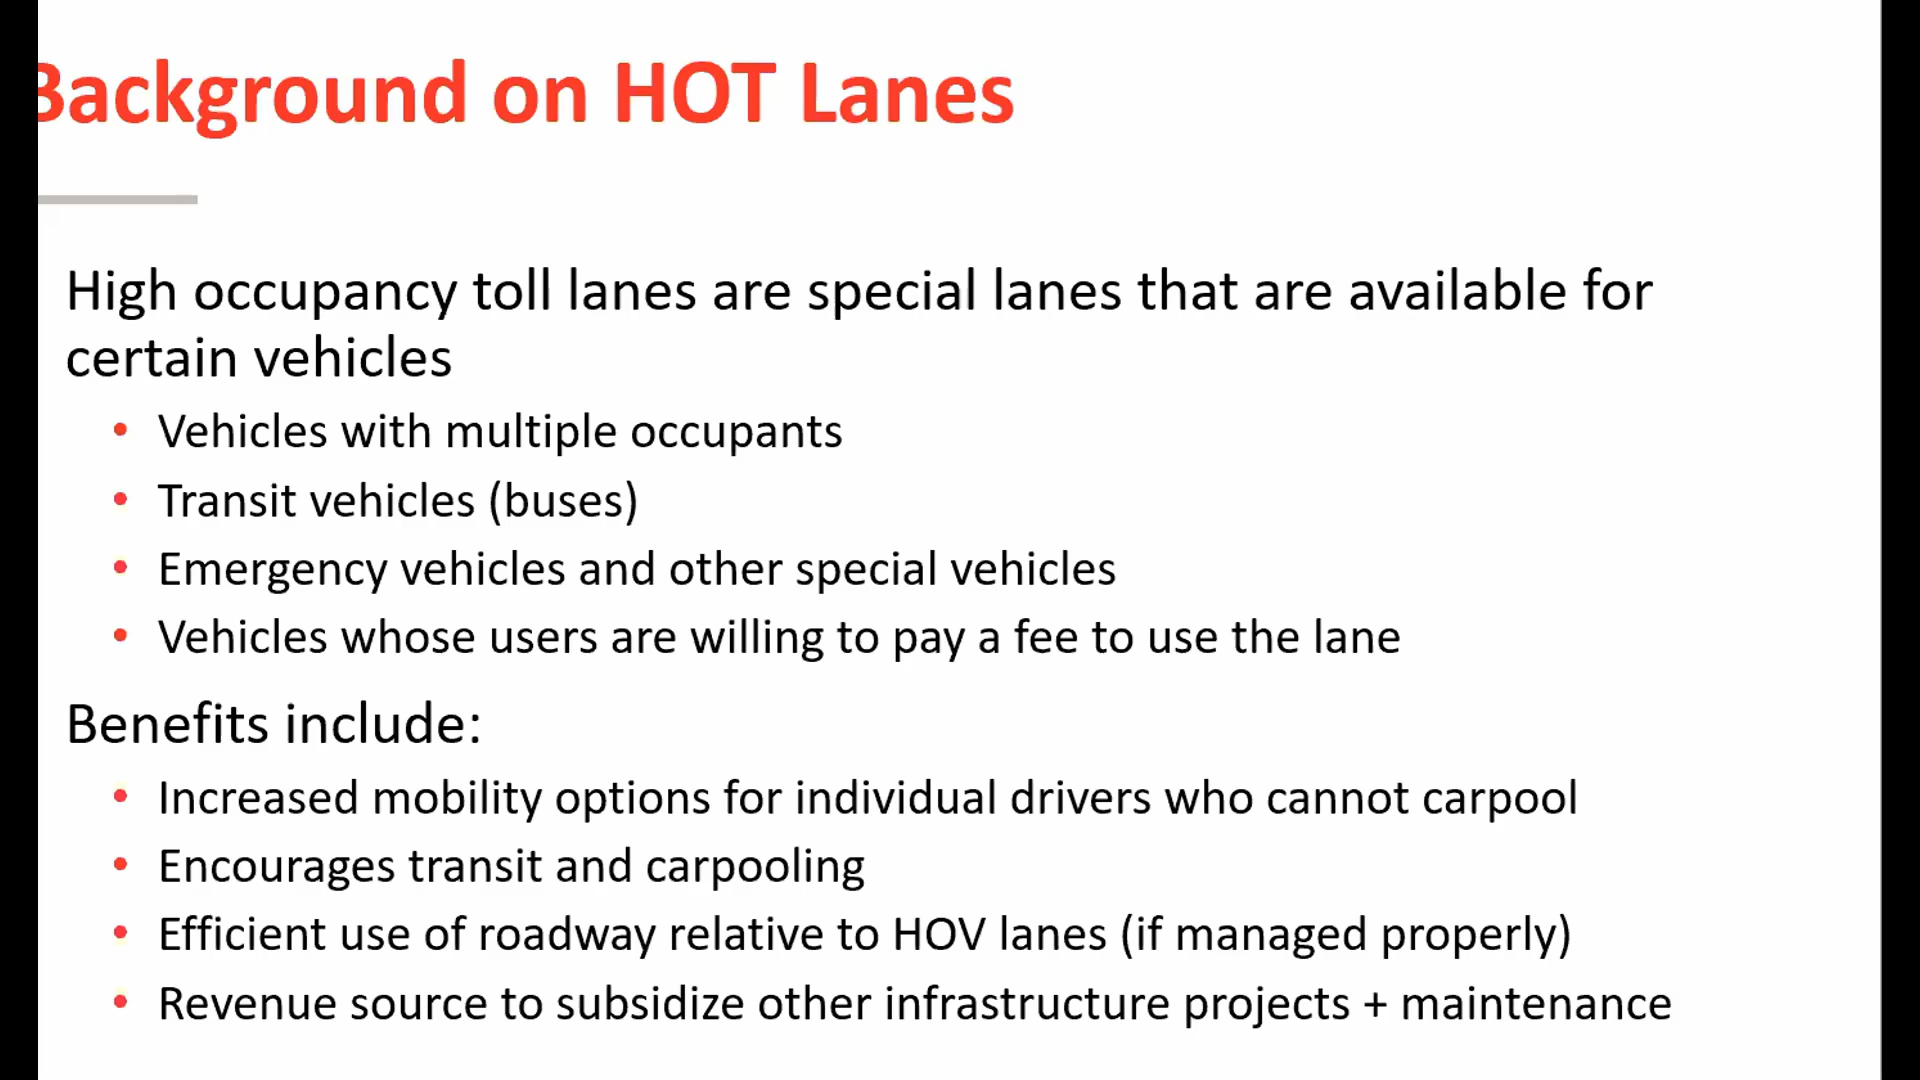 Background on HOT Lanes
High occupancy toll lanes are special lanes that are available for
certain vehicles
• Vehicles with multiple occupants
• Transit vehicles (buses)
• Emergency vehicles and other special vehicles
• Vehicles whose users are willing to pay a fee to use the lane
Benefits include:
• Increased mobility options for individual drivers who cannot carpool
• Encourages transit and carpooling
• Efficient use of roadway relative to HOV lanes (if managed properly)
• Revenue source to subsidize other infrastructure projects + maintenance